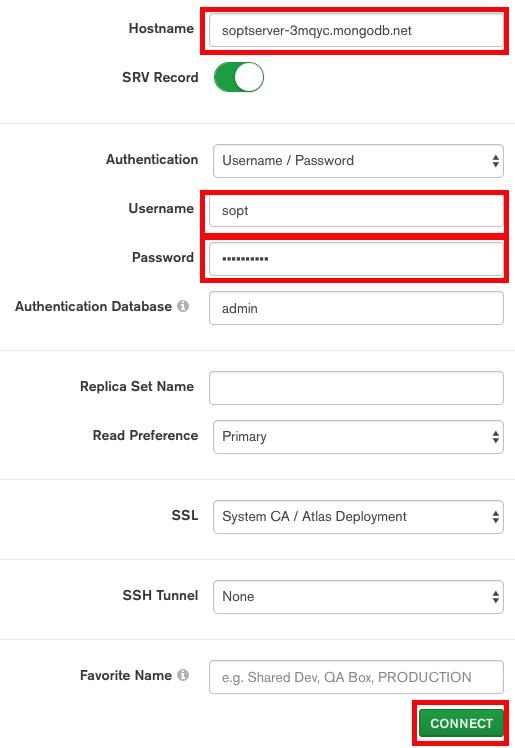 Hostname soptserver-3mqyc.mongodb.net
SRV Record
Authentication Username / Password
Username sopt
Password ••••••••••
Authentication Database admin
Replica Set Name
Read Preference Primary
SSL System CA / Atlas Deployment
SSH Tunnel None
Favorite Name e.g. Shared Dev, QA Box, PRODUCTION
CONNECT